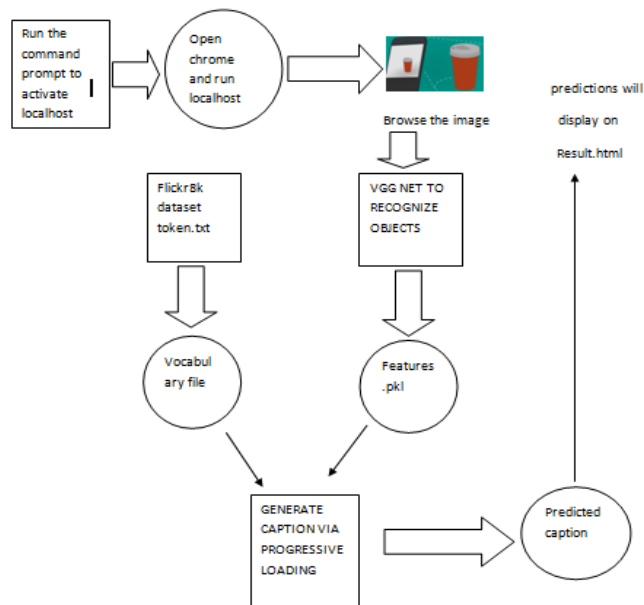 Run the
command
prompt to
activate
localhost
Open
chrome
and run
localhost
Browse the image
predictions will
display on
Result.html
Flickr8k
dataset
token.txt
VGG NET TO
RECOGNIZE
OBJECTS
Vocabul
ary file
Features
.pkl
GENERATE
CAPTION VIA
PROGRESSIVE
LOADING
Predicted
caption